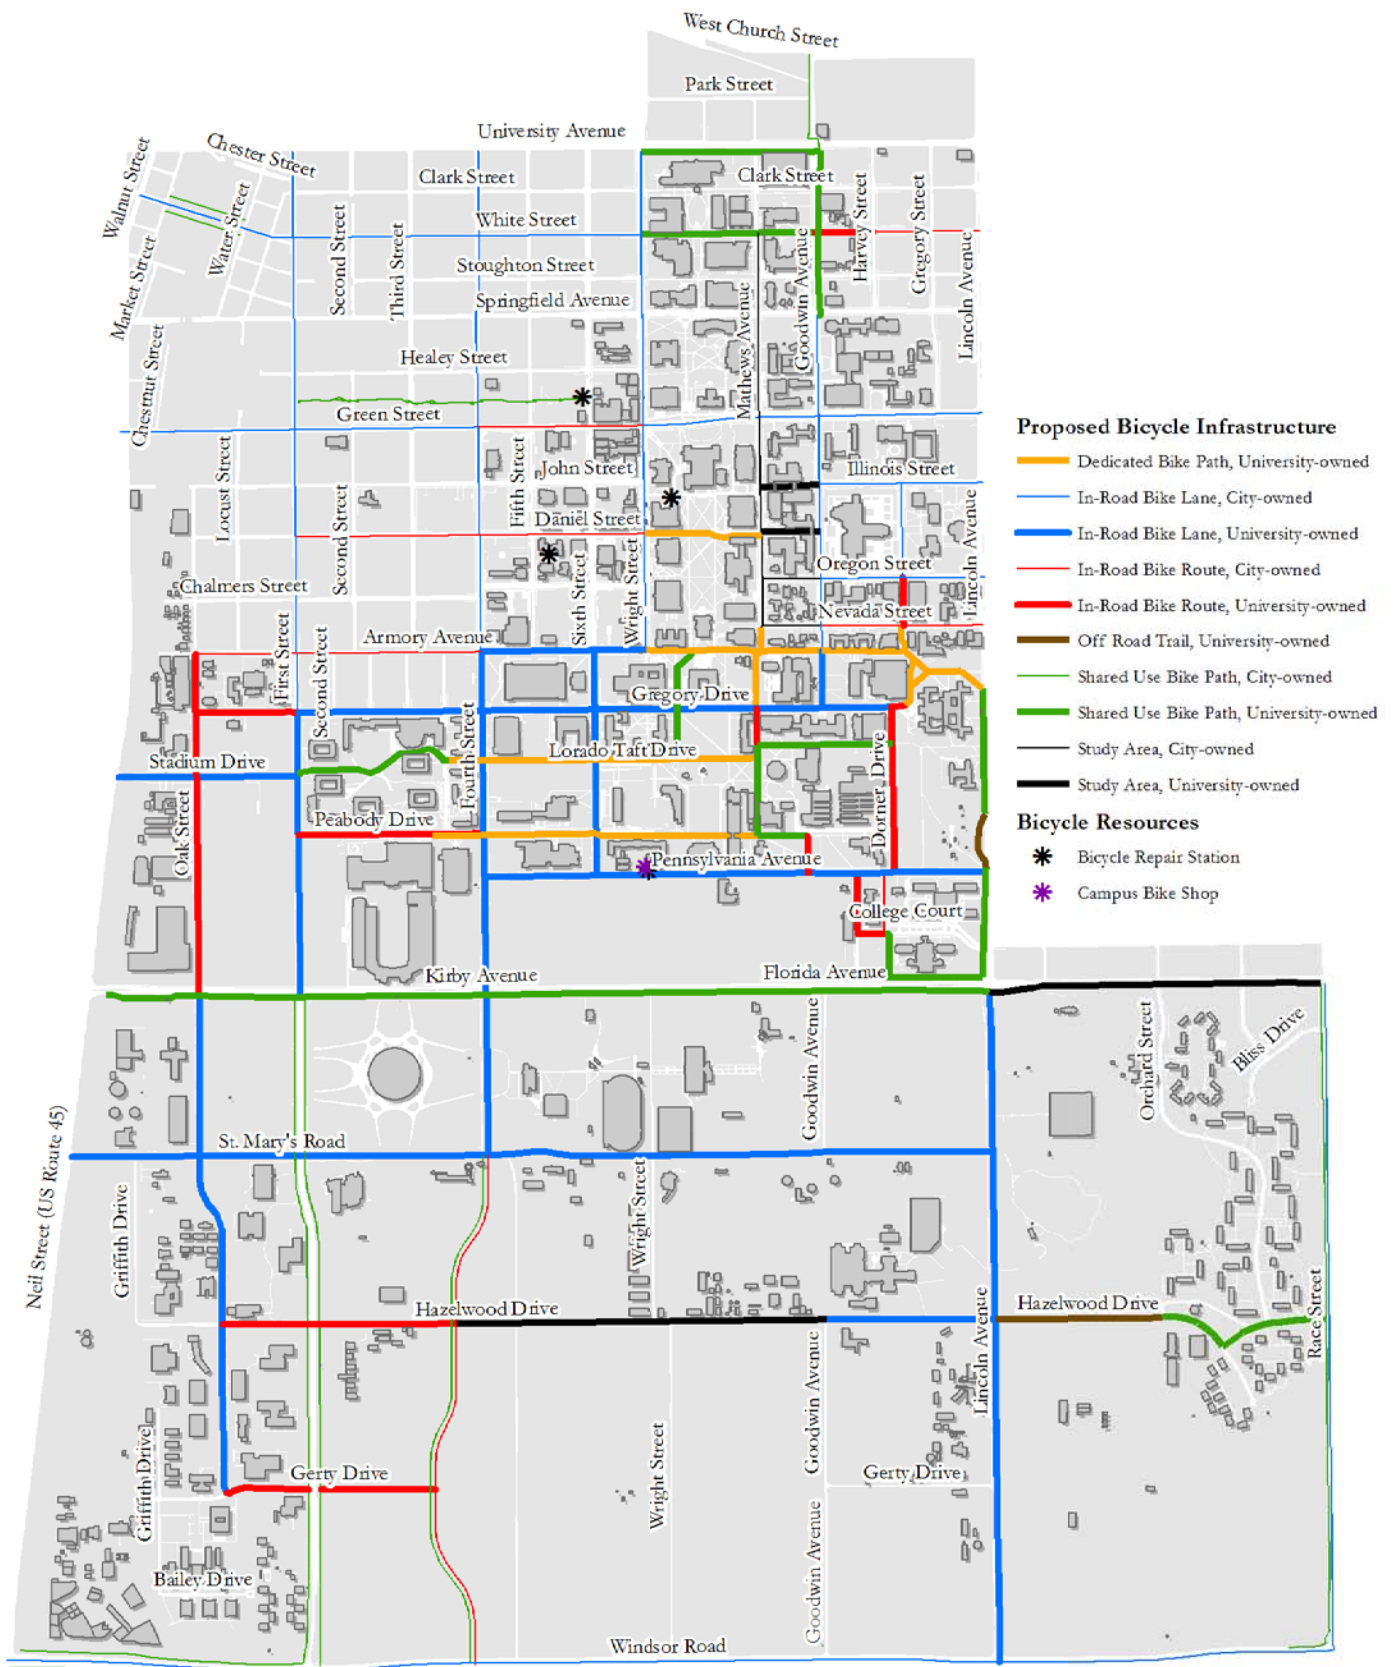 West Church Street
Park Street
University Avenue
Chester Street
Walnut Street
Clark Street
Clark Street
Water Street
White Street
Harvey Street
Gregory Street
Market Street
Second Street
Third Street
Stoughton Street
Goodwin Avenue
Lincoln Avenue
Springfield Avenue
Mathews Avenue
Chestnut Street
Healey Street
Green Street
Locust Street
Fifth Street
John Street
Illinois Street
Second Street
Daniel Street
Lincoln Avenue
Wright Street
Sixth Street
Oregon Street
Chalmers Street
Nevada Street
First Street
Second Street
Armory Avenue
Gregory Drive
Fourth Street
Lorado Taft Drive
Dorner Drive
Stadium Drive
Oak Street
Peabody Drive
Pennsylvania Avenue
College Court
Kirby Avenue
Florida Avenue
Proposed Bicycle Infrastructure
Dedicated Bike Path, University-owned
In-Road Bike Lane, City-owned
In-Road Bike Lane, University-owned
In-Road Bike Route, City-owned
In-Road Bike Route, University-owned
Off Road Trail, University-owned
Shared Use Bike Path, City-owned
Shared Use Bike Path, University-owned
Study Area, City-owned
Study Area, University-owned
Bicycle Resources
Bicycle Repair Station
Campus Bike Shop
Goodwin Avenue
Orchard Street
Bliss Drive
Neil Street (US Route 45)
St. Mary's Road
Griffith Drive
Wright Street
Hazelwood Drive
Hazelwood Drive
Lincoln Avenue
Race Street
Goodwin Avenue
Griffith Drive
Wright Street
Gerty Drive
Gerty Drive
Goodwin Avenue
Bailey Drive
Windsor Road